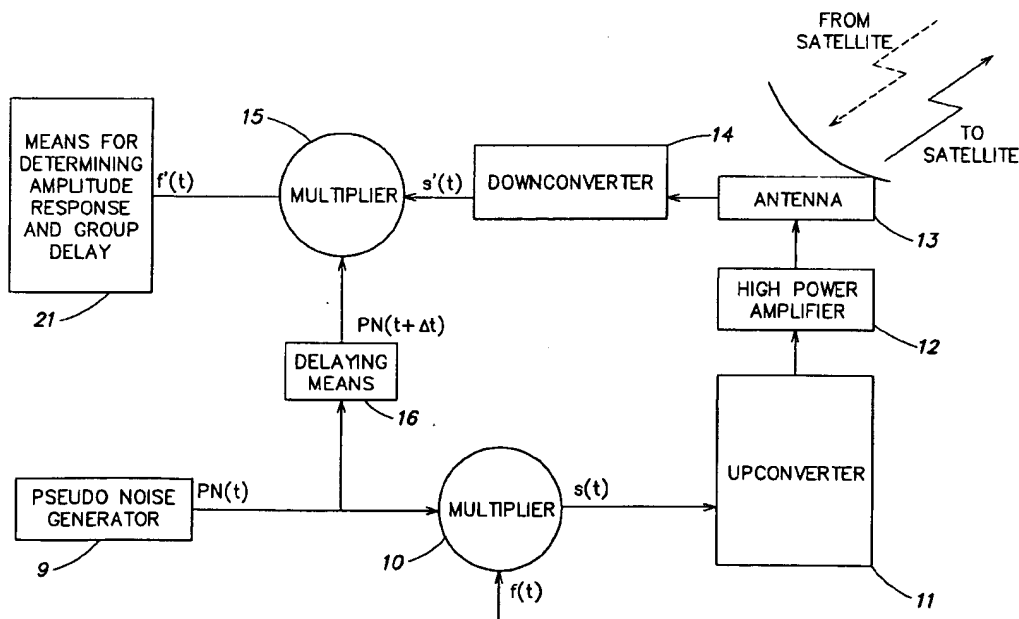 FROM
SATELLITE
TO
SATELLITE
15
14
MEANS FOR
DETERMINING
AMPLITUDE
RESPONSE
AND GROUP
DELAY
f'(t)
MULTIPLIER
s'(t)
DOWNCONVERTER
ANTENNA
13
21
HIGH POWER
AMPLIFIER
12
PN(t+Δt)
DELAYING
MEANS
16
UPCONVERTER
PSEUDO NOISE
GENERATOR
PN(t)
MULTIPLIER
s(t)
9
10
f(t)
11